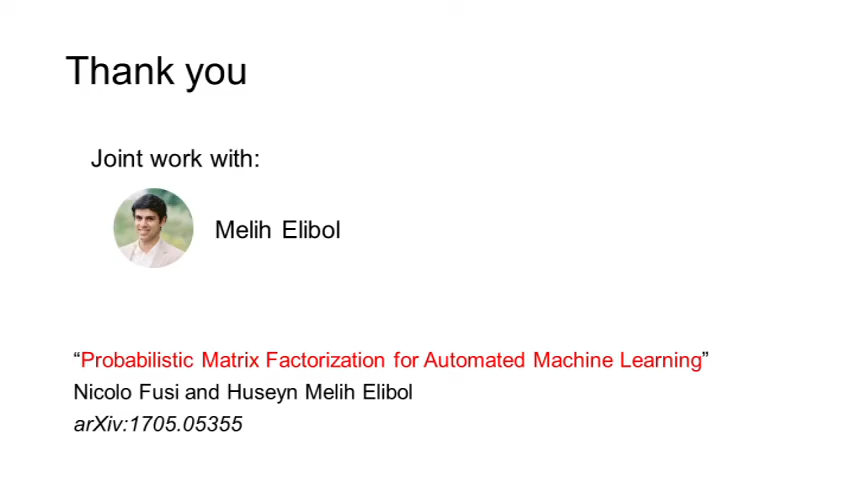 Thank you
Joint work with:
Melih Elibol
“Probabilistic Matrix Factorization for Automated Machine Learning”
Nicolo Fusi and Huseyn Melih Elibol
arXiv:1705.05355